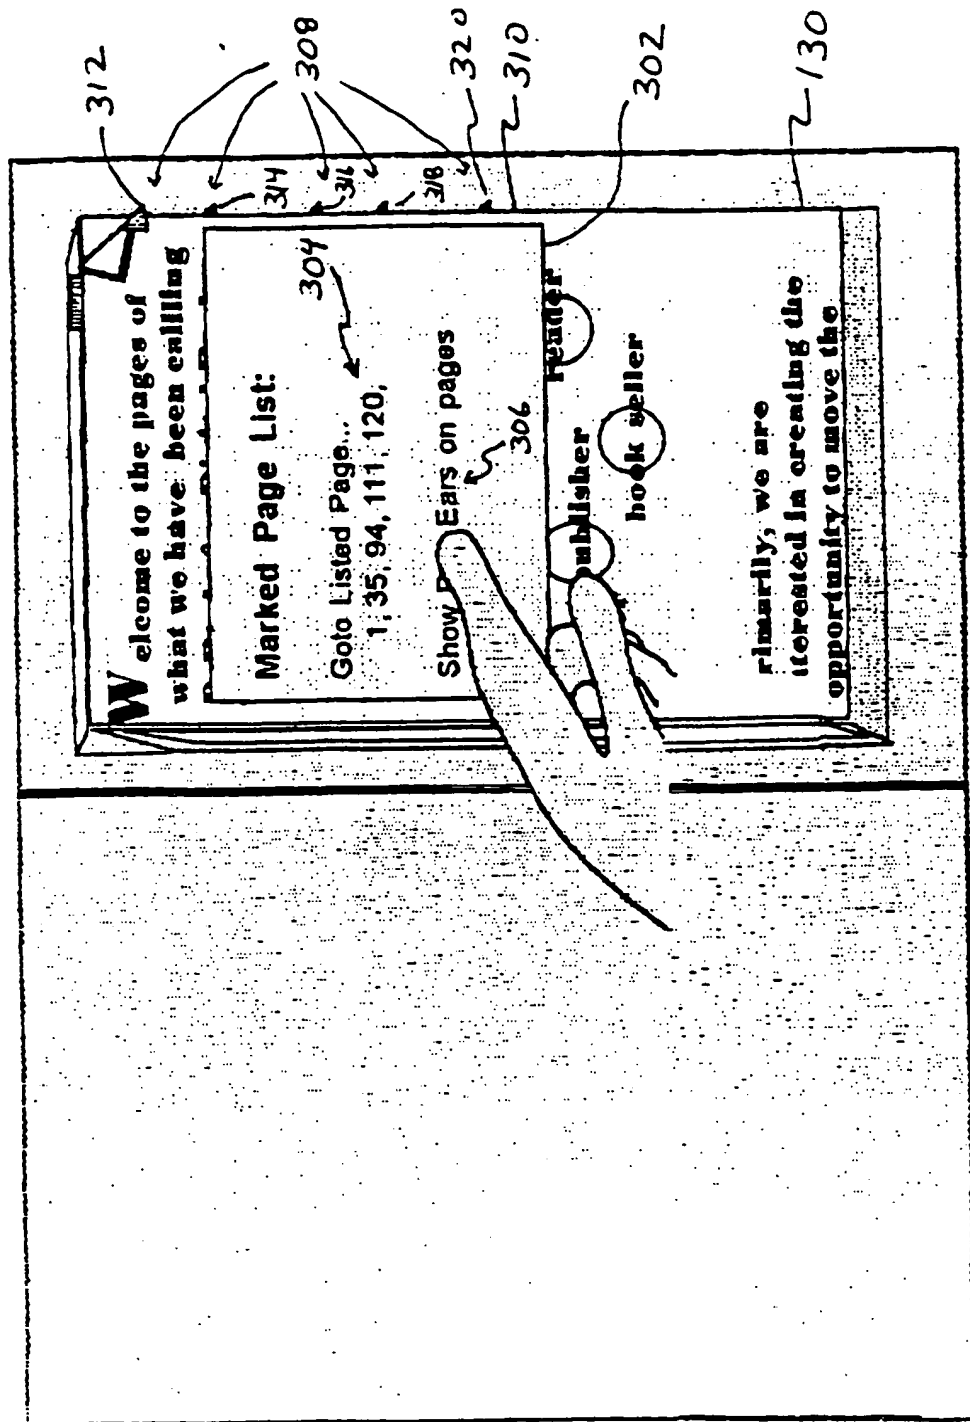 312
308
320
310
302
130
314
316
318
Welcome to the pages of
what we have been calling
Marked Page List:
304
Goto Listed Page...
1, 35, 94, 111, 120,
Show Ears on pages
306
reader
publisher
book seller
rimarily, we are
iterested in creating the
opportunity to move the